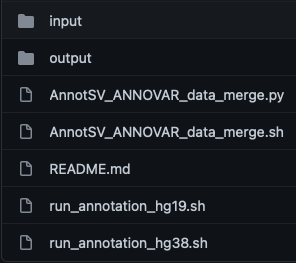 input
output
AnnotSV_ANNOVAR_data_merge.py
AnnotSV_ANNOVAR_data_merge.sh
README.md
run_annotation_hg19.sh
run_annotation_hg38.sh